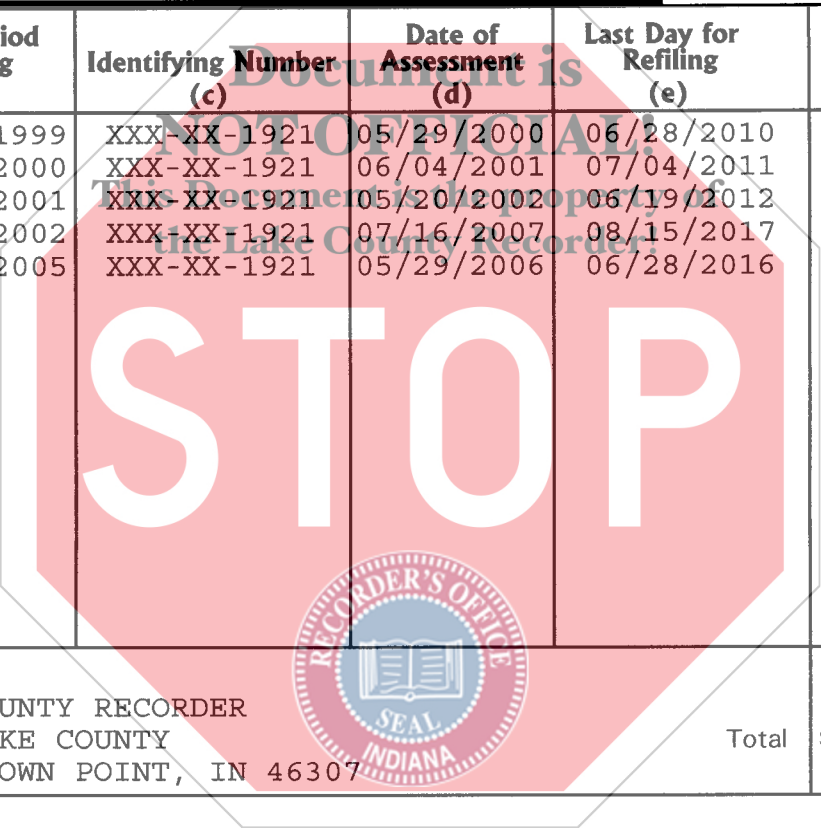 iod
g
Identifying Number
(c)
Date of
Assessment
(d)
Last Day for
Refiling
(e)
Document is
NOT OFFICIAL!
This Document is the property of
the Lake County Recorder!
1999 XXX-XX-1921 05/29/2000 06/28/2010
2000 XXX-XX-1921 06/04/2001 07/04/2011
2001 XXX-XX-1921 05/20/2002 06/19/2012
2002 XXX-XX-1921 07/16/2007 08/15/2017
2005 XXX-XX-1921 05/29/2006 06/28/2016
STOP
RECORDER'S OFFICE
SEAL
INDIANA
UNTY RECORDER
KE COUNTY
OWN POINT, IN 46307
Total